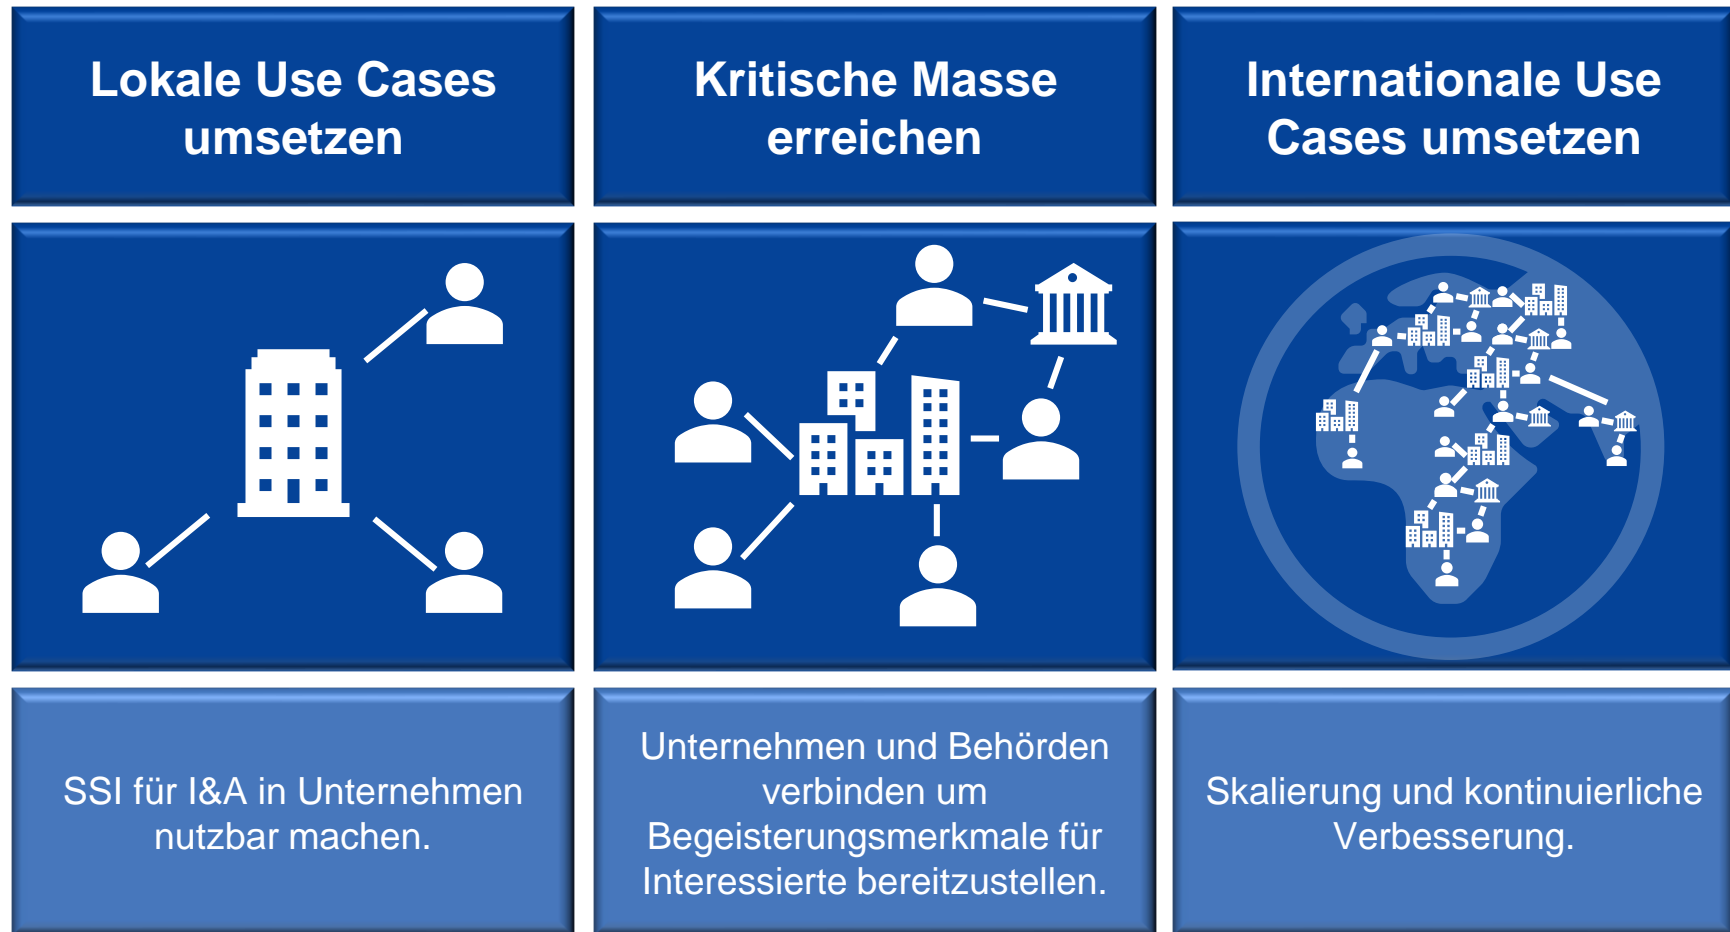 Lokale Use Cases
umsetzen
Kritische Masse
erreichen
Internationale Use
Cases umsetzen
SSI für I&A in Unternehmen
nutzbar machen.
Unternehmen und Behörden
verbinden um
Begeisterungsmerkmale für
Interessierte bereitzustellen.
Skalierung und kontinuierliche
Verbesserung.